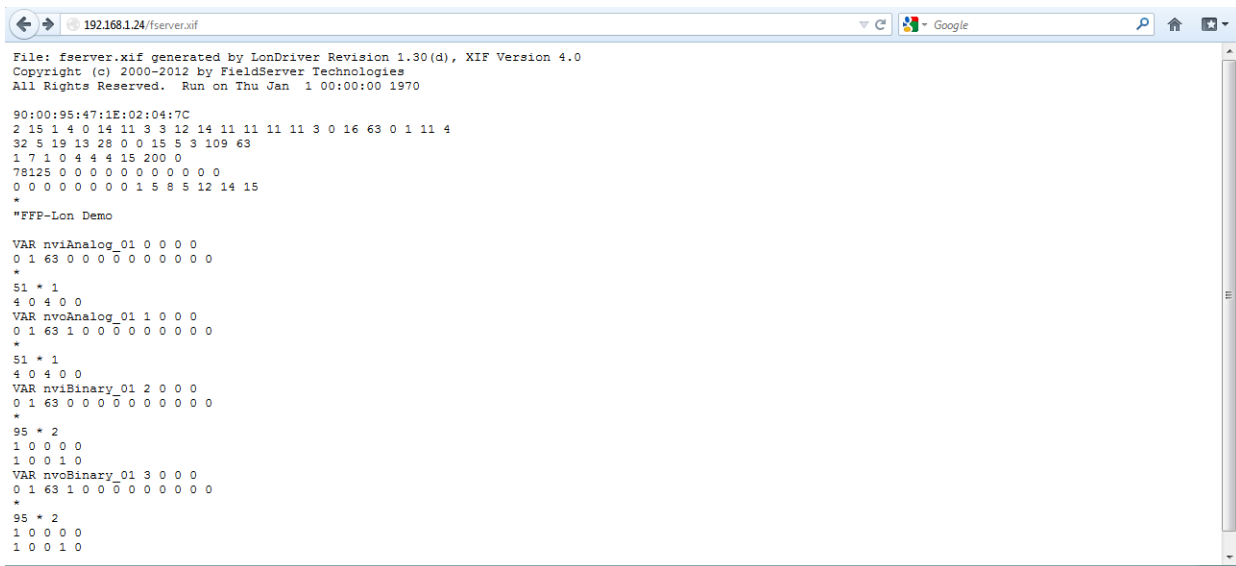 192.168.1.24/fserver.xif
Google
File: fserver.xif generated by LonDriver Revision 1.30(d), XIF Version 4.0
Copyright (c) 2000-2012 by FieldServer Technologies
All Rights Reserved.  Run on Thu Jan  1 00:00:00 1970
90:00:95:47:1E:02:04:7C
2 15 1 4 0 14 11 3 3 12 14 11 11 11 11 3 0 16 63 0 1 11 4
32 5 19 13 28 0 0 15 5 3 109 63
1 7 1 0 4 4 4 15 200 0
78125 0 0 0 0 0 0 0 0 0 0 0
0 0 0 0 0 0 0 0 1 5 8 5 12 14 15
*
"FFP-Lon Demo
VAR nviAnalog_01 0 0 0 0
0 1 63 0 0 0 0 0 0 0 0 0 0
*
51 * 1
4 0 4 0 0
VAR nvoAnalog_01 1 0 0 0
0 1 63 1 0 0 0 0 0 0 0 0 0
*
51 * 1
4 0 4 0 0
VAR nviBinary_01 2 0 0 0
0 1 63 0 0 0 0 0 0 0 0 0 0
*
95 * 2
1 0 0 0 0
1 0 0 1 0
VAR nvoBinary_01 3 0 0 0
0 1 63 1 0 0 0 0 0 0 0 0 0
*
95 * 2
1 0 0 0 0
1 0 0 1 0